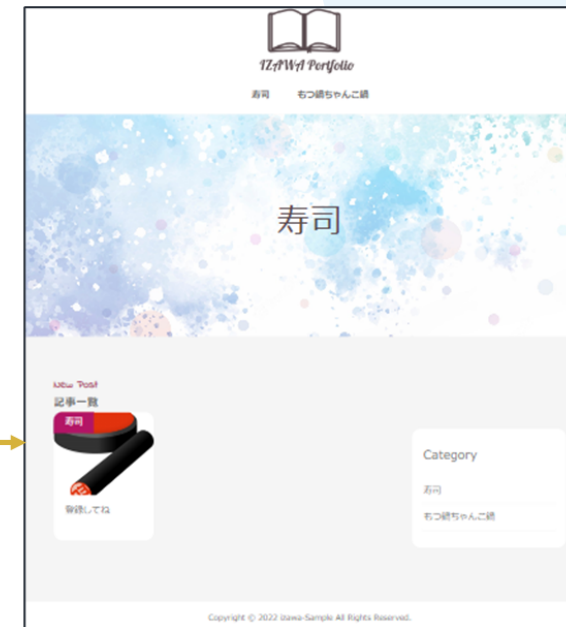 IZAWA Portfolio
寿司 もつ鍋ちゃんこ鍋
寿司
New Post
記事一覧
寿司
登録してね
Category
寿司
もつ鍋ちゃんこ鍋
Copyright © 2022 Izawa-Sample All Rights Reserved.